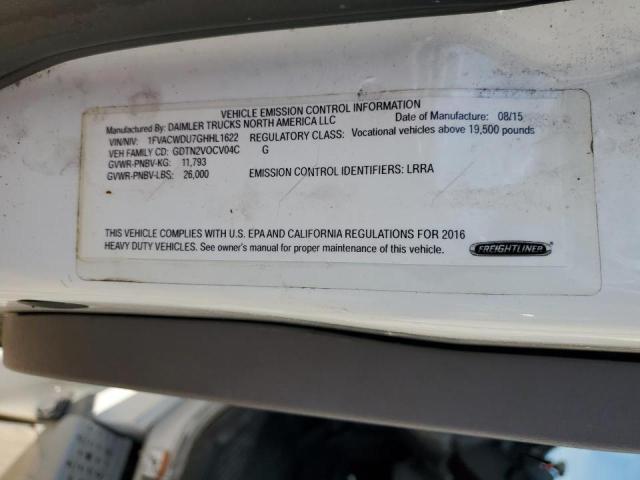 VEHICLE EMISSION CONTROL INFORMATION
Manufactured By: DAIMLER TRUCKS NORTH AMERICA LLC Date of Manufacture: 08/15
VIN/NIV: 1FVACWDU7GHHL1622 REGULATORY CLASS: Vocational vehicles above 19,500 pounds
VEH FAMILY CD: GDTN2VOCV04C G
GVWR-PNBV-KG: 11,793
GVWR-PNBV-LBS: 26,000 EMISSION CONTROL IDENTIFIERS: LRRA
THIS VEHICLE COMPLIES WITH U.S. EPA AND CALIFORNIA REGULATIONS FOR 2016
HEAVY DUTY VEHICLES. See owner's manual for proper maintenance of this vehicle.
FREIGHTLINER